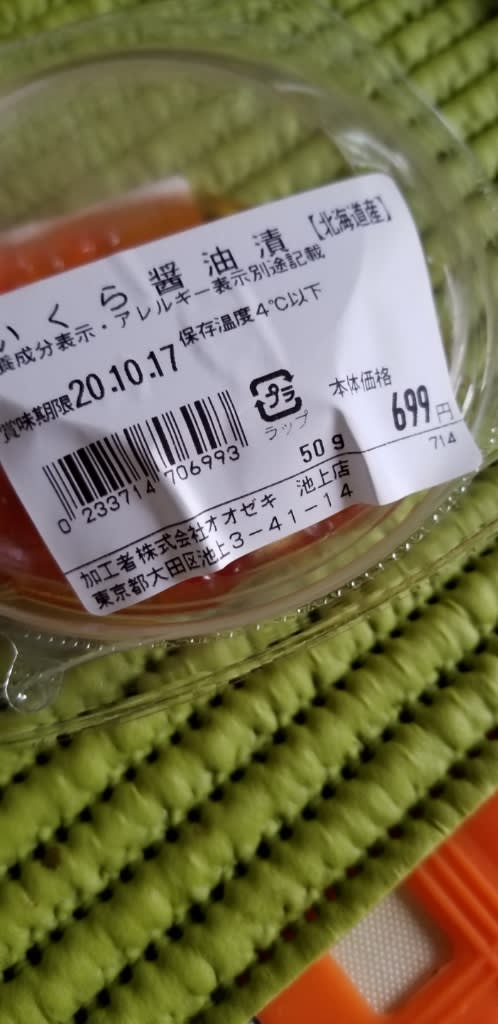 いくら醤油漬【北海道産】
養成分表示・アレルギー表示別途記載
賞味期限20.10.17 保存温度4℃以下
プラ
ラップ
本体価格
699円
0 233714 706993
50g
714
加工者株式会社オオゼキ 池上店
東京都大田区池上3-41-14